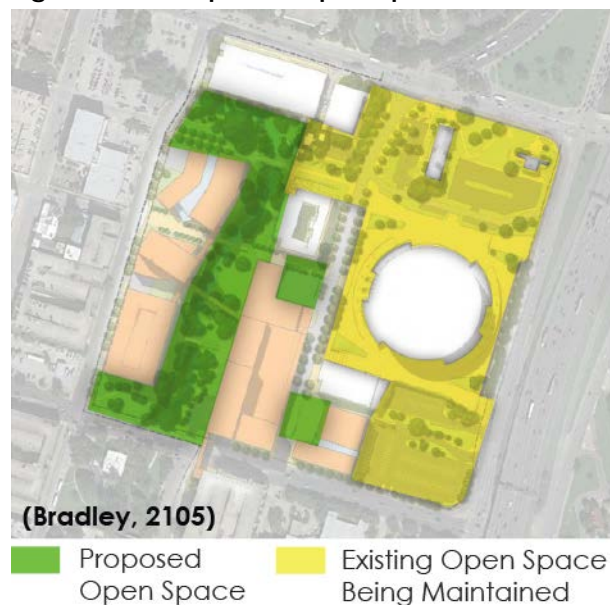 (Bradley, 2105)
Proposed
Open Space
Existing Open Space
Being Maintained